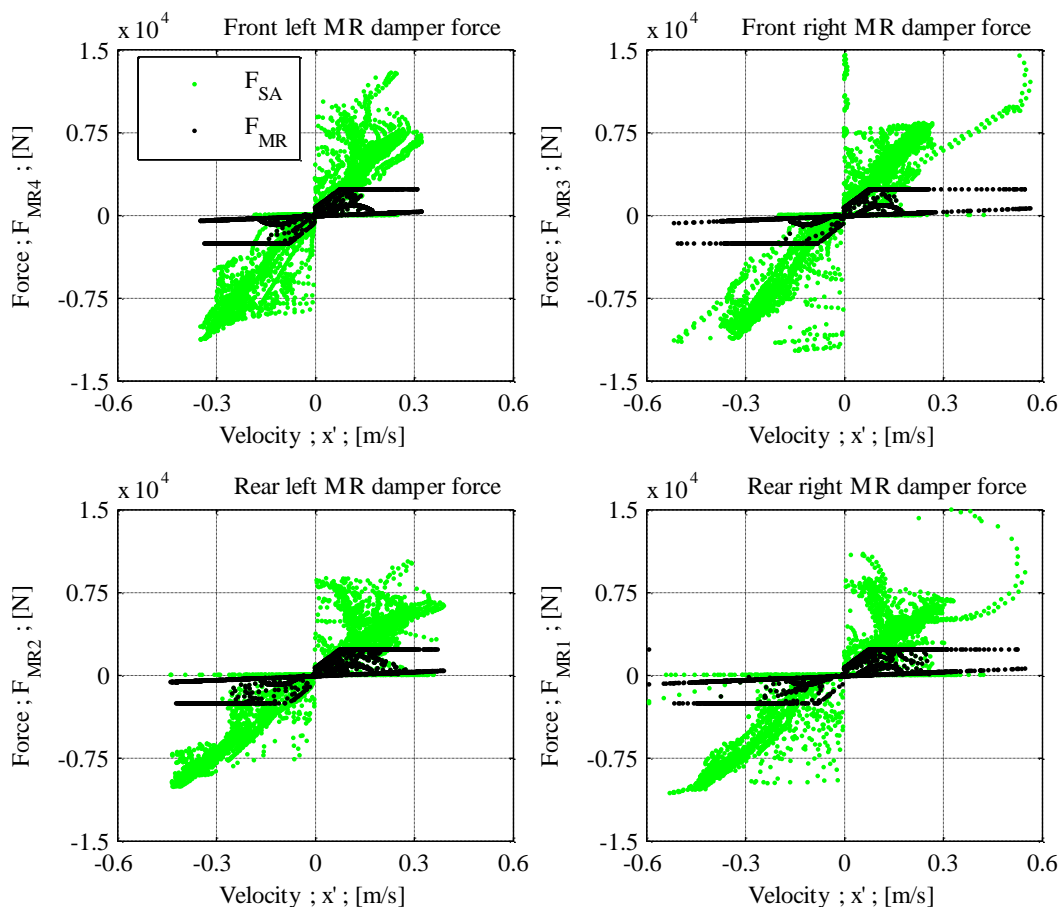 x 10^4
Front left MR damper force
1.5
0.75
0
-0.75
-1.5
Force ; F_MR4 ; [N]
F_SA
F_MR
-0.6 -0.3 0 0.3 0.6
Velocity ; x' ; [m/s]
x 10^4
Front right MR damper force
1.5
0.75
0
-0.75
-1.5
Force ; F_MR3 ; [N]
-0.6 -0.3 0 0.3 0.6
Velocity ; x' ; [m/s]
x 10^4
Rear left MR damper force
1.5
0.75
0
-0.75
-1.5
Force ; F_MR2 ; [N]
-0.6 -0.3 0 0.3 0.6
Velocity ; x' ; [m/s]
x 10^4
Rear right MR damper force
1.5
0.75
0
-0.75
-1.5
Force ; F_MR1 ; [N]
-0.6 -0.3 0 0.3 0.6
Velocity ; x' ; [m/s]